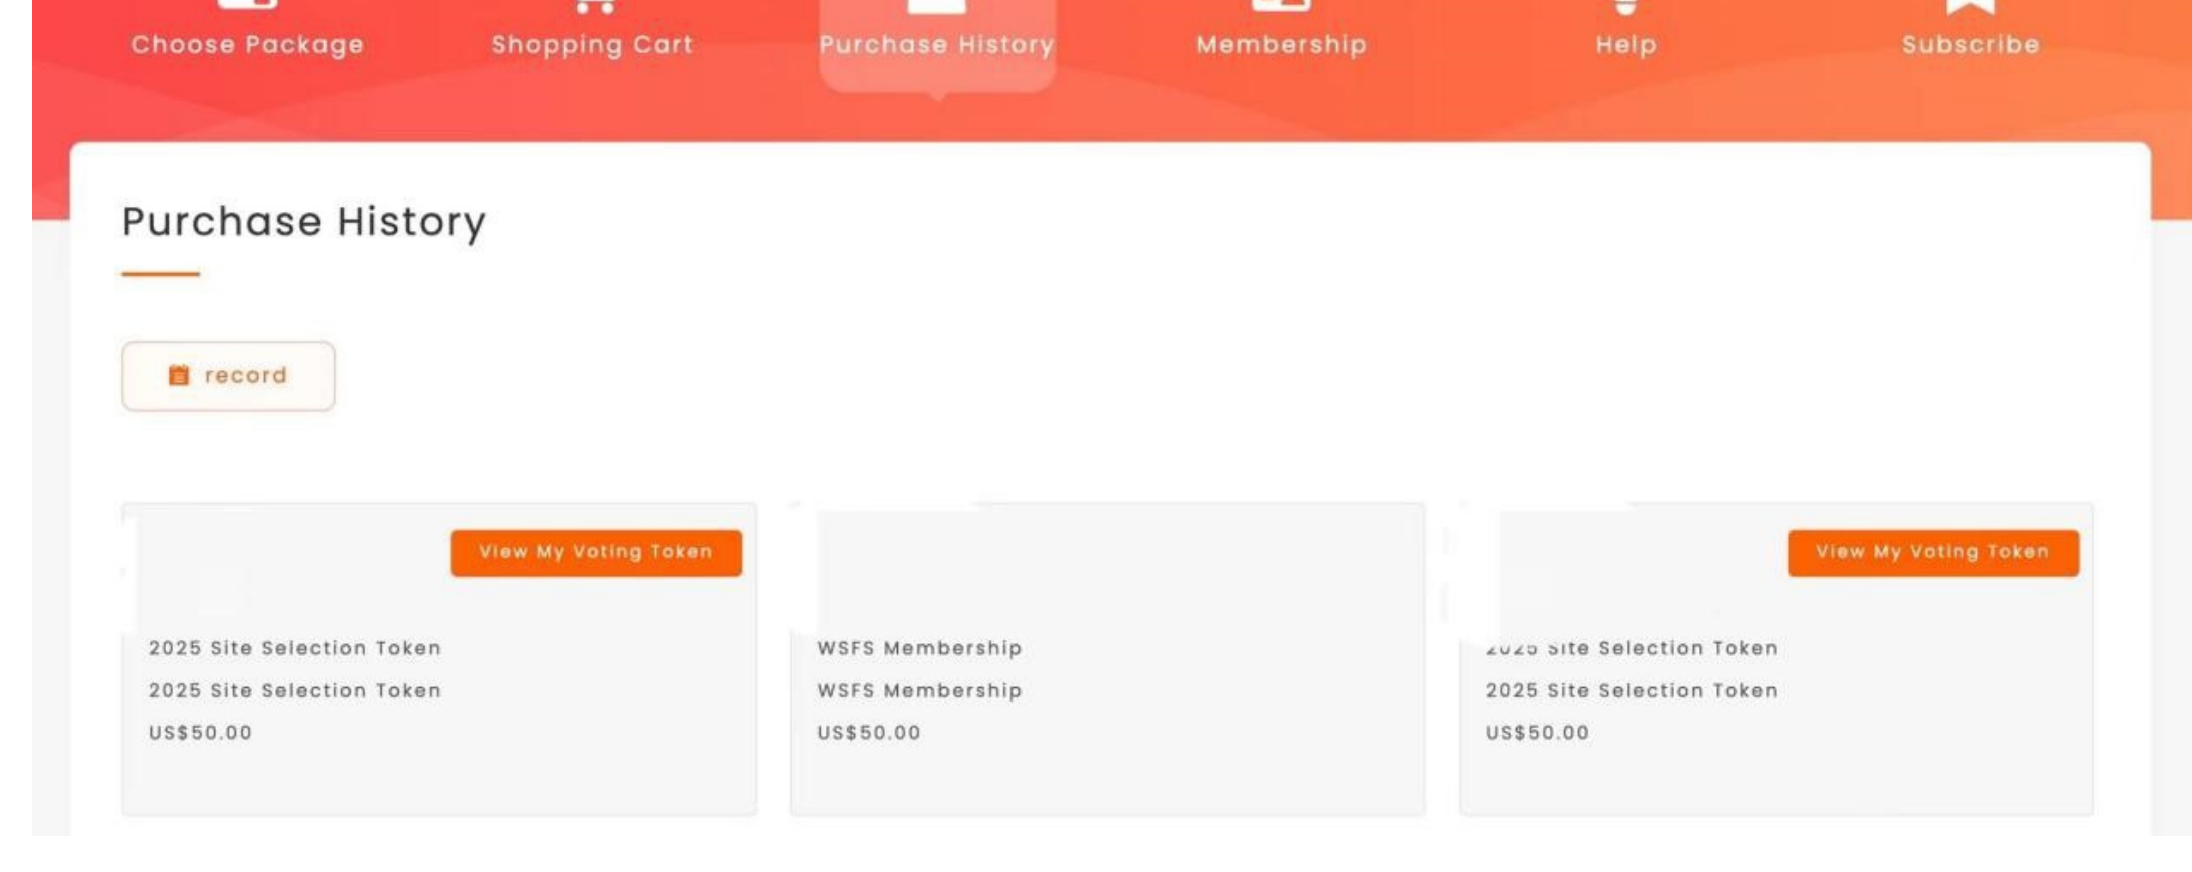 Choose Package
Shopping Cart
Purchase History
Membership
Help
Subscribe
Purchase History
record
View My Voting Token
2025 Site Selection Token
2025 Site Selection Token
US$50.00
WSFS Membership
WSFS Membership
US$50.00
View My Voting Token
2025 Site Selection Token
2025 Site Selection Token
US$50.00